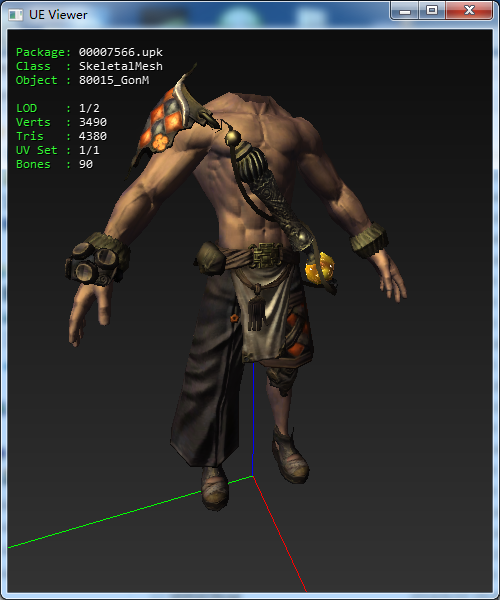 UE Viewer
Package: 00007566.upk
Class : SkeletalMesh
Object : 80015_GonM
LOD : 1/2
Verts : 3490
Tris : 4380
UV Set : 1/1
Bones : 90